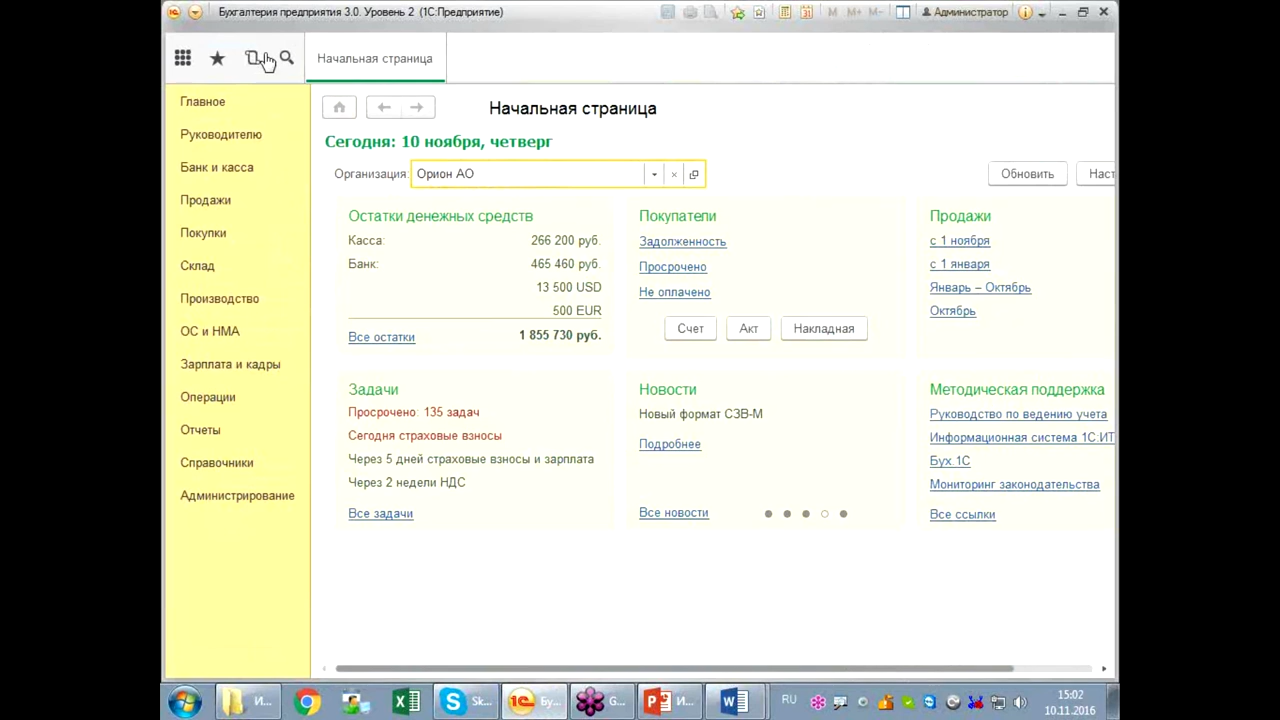 Бухгалтерия предприятия 3.0. Уровень 2 (1С:Предприятие)
M M+ M-
Администратор
Начальная страница
Главное
Руководителю
Банк и касса
Продажи
Покупки
Склад
Производство
ОС и НМА
Зарплата и кадры
Операции
Отчеты
Справочники
Администрирование
Начальная страница
Сегодня: 10 ноября, четверг
Организация: Орион АО
Обновить
Наст
Остатки денежных средств
Касса: 266 200 руб.
Банк: 465 460 руб.
13 500 USD
500 EUR
Все остатки 1 855 730 руб.
Покупатели
Задолженность
Просрочено
Не оплачено
Счет Акт Накладная
Продажи
с 1 ноября
с 1 января
Январь – Октябрь
Октябрь
Задачи
Просрочено: 135 задач
Сегодня страховые взносы
Через 5 дней страховые взносы и зарплата
Через 2 недели НДС
Все задачи
Новости
Новый формат СЗВ-М
Подробнее
Все новости
Методическая поддержка
Руководство по ведению учета
Информационная система 1С:ИТ
Бух.1С
Мониторинг законодательства
Все ссылки
И...
Sk...
Бу...
G...
И...
RU
15:02
10.11.2016